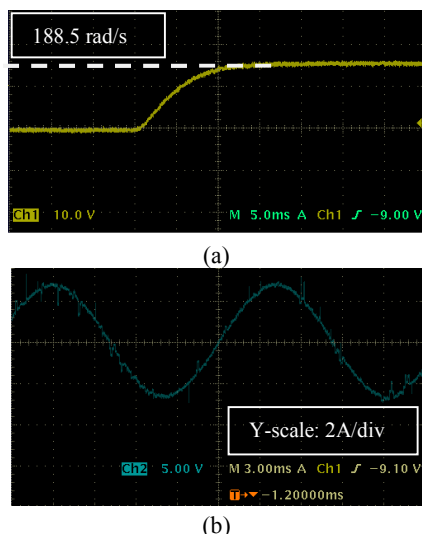 188.5 rad/s
Ch1 10.0 V M 5.0ms A Ch1 ʃ −9.00 V
(a)
Y-scale: 2A/div
Ch2 5.00 V M 3.00ms A Ch1 ʃ −9.10 V
T→▼ −1.20000ms
(b)